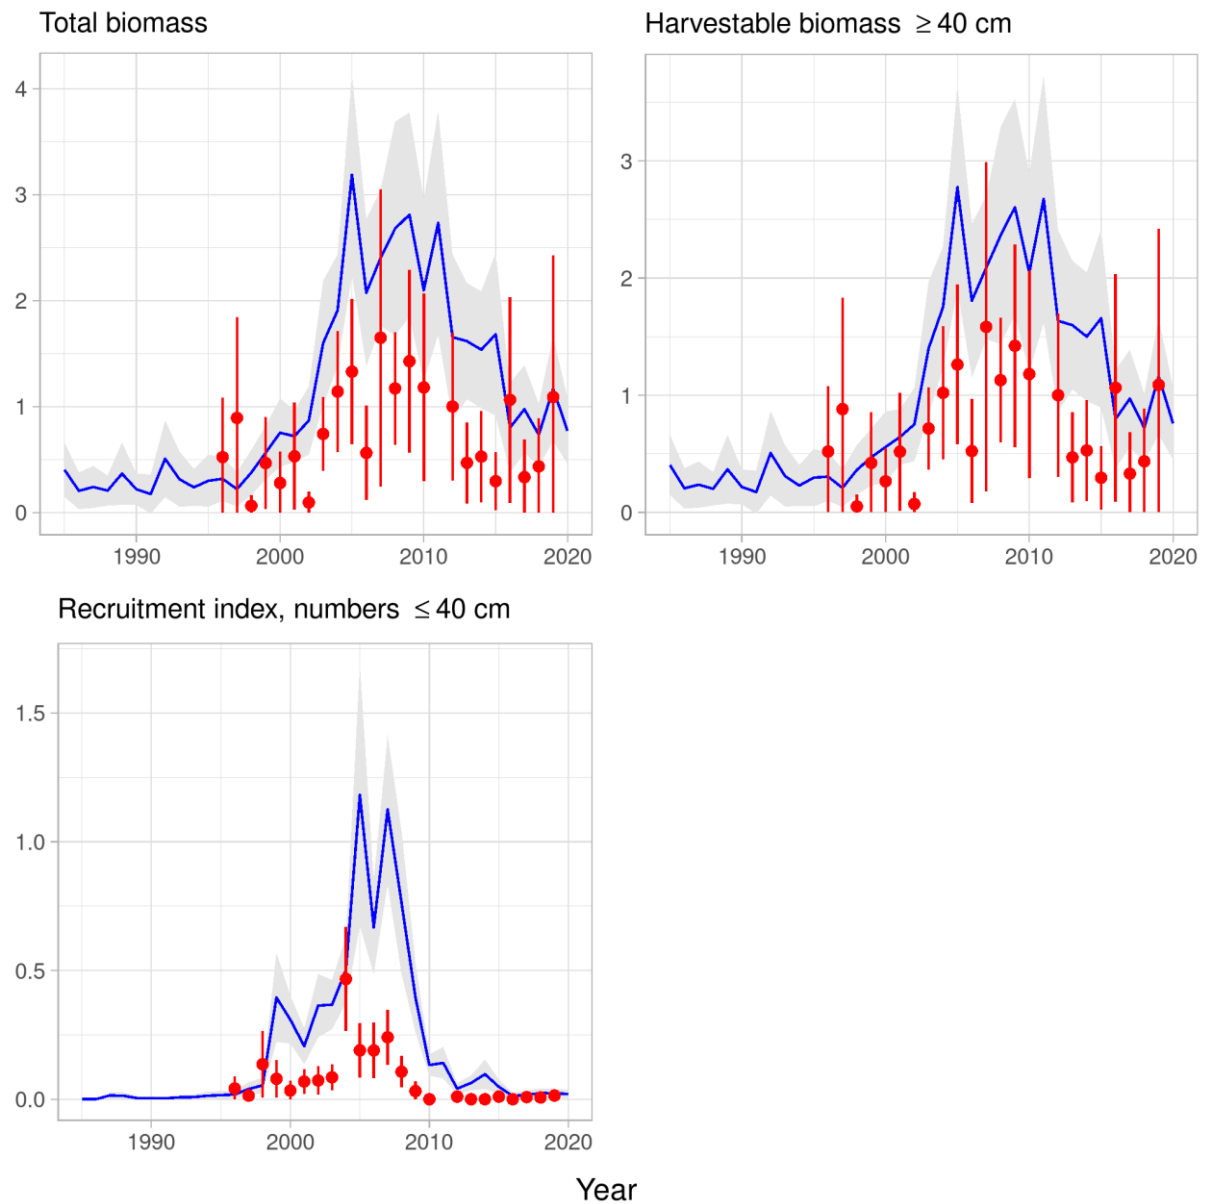 Total biomass
4
3
2
1
0
1990 2000 2010 2020
Harvestable biomass ≥ 40 cm
3
2
1
0
1990 2000 2010 2020
Recruitment index, numbers ≤ 40 cm
1.5
1.0
0.5
0.0
1990 2000 2010 2020
Year